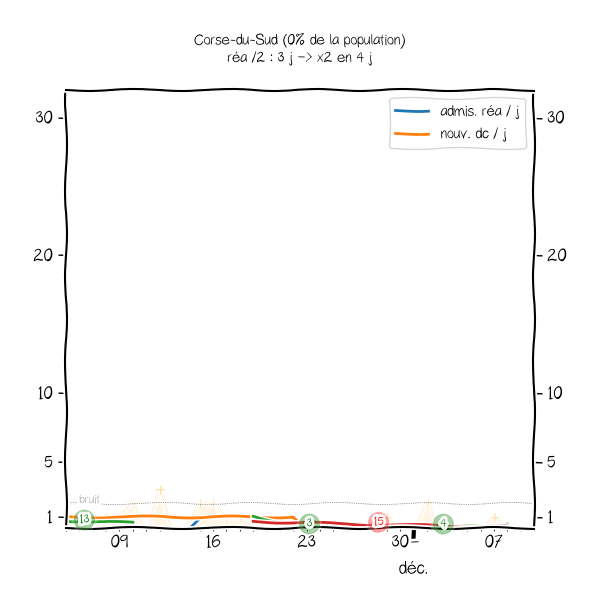 Corse-du-Sud (0% de la population)
réa /2 : 3 j -> x2 en 4 j
admis. réa / j
nouv. dc / j
30 30
20 20
10 10
5 5
... bruit
1 13 3 15 4 1
09 16 23 30 07
déc.